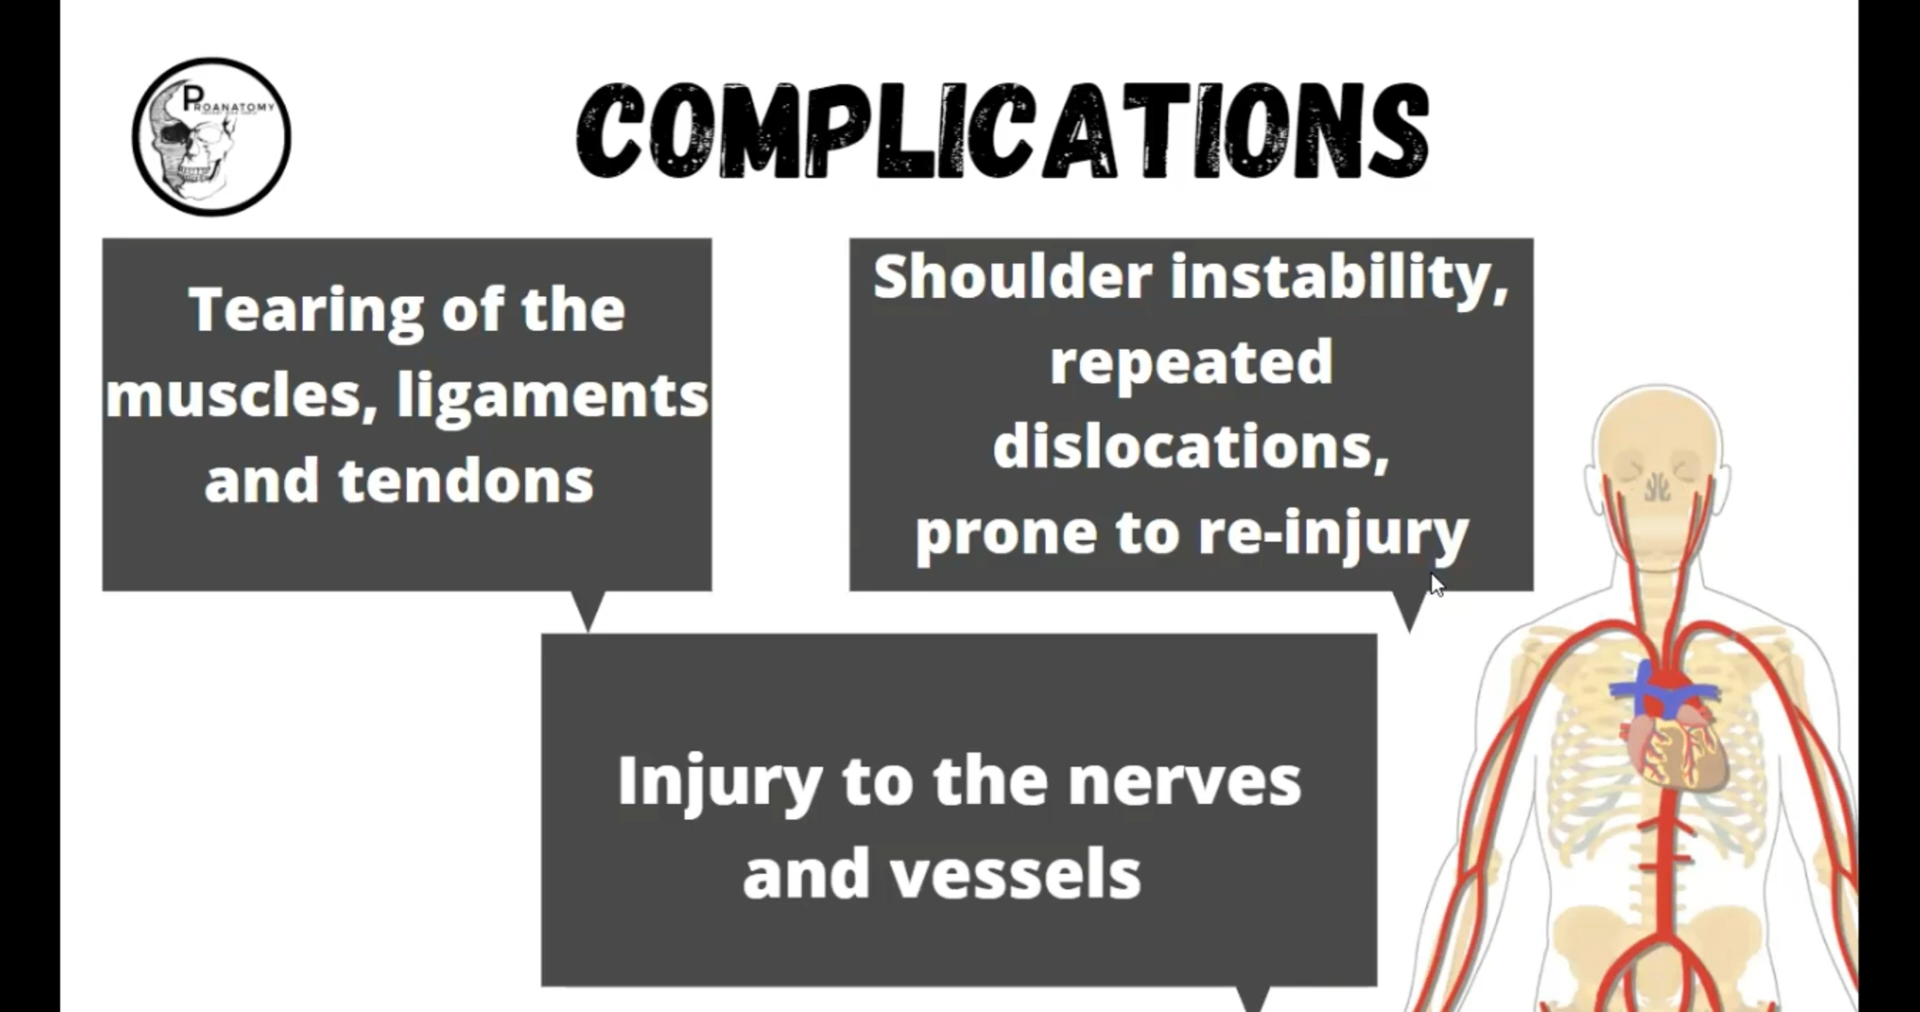 PROANATOMY
COMPLICATIONS
Tearing of the
muscles, ligaments
and tendons
Shoulder instability,
repeated
dislocations,
prone to re-injury
Injury to the nerves
and vessels